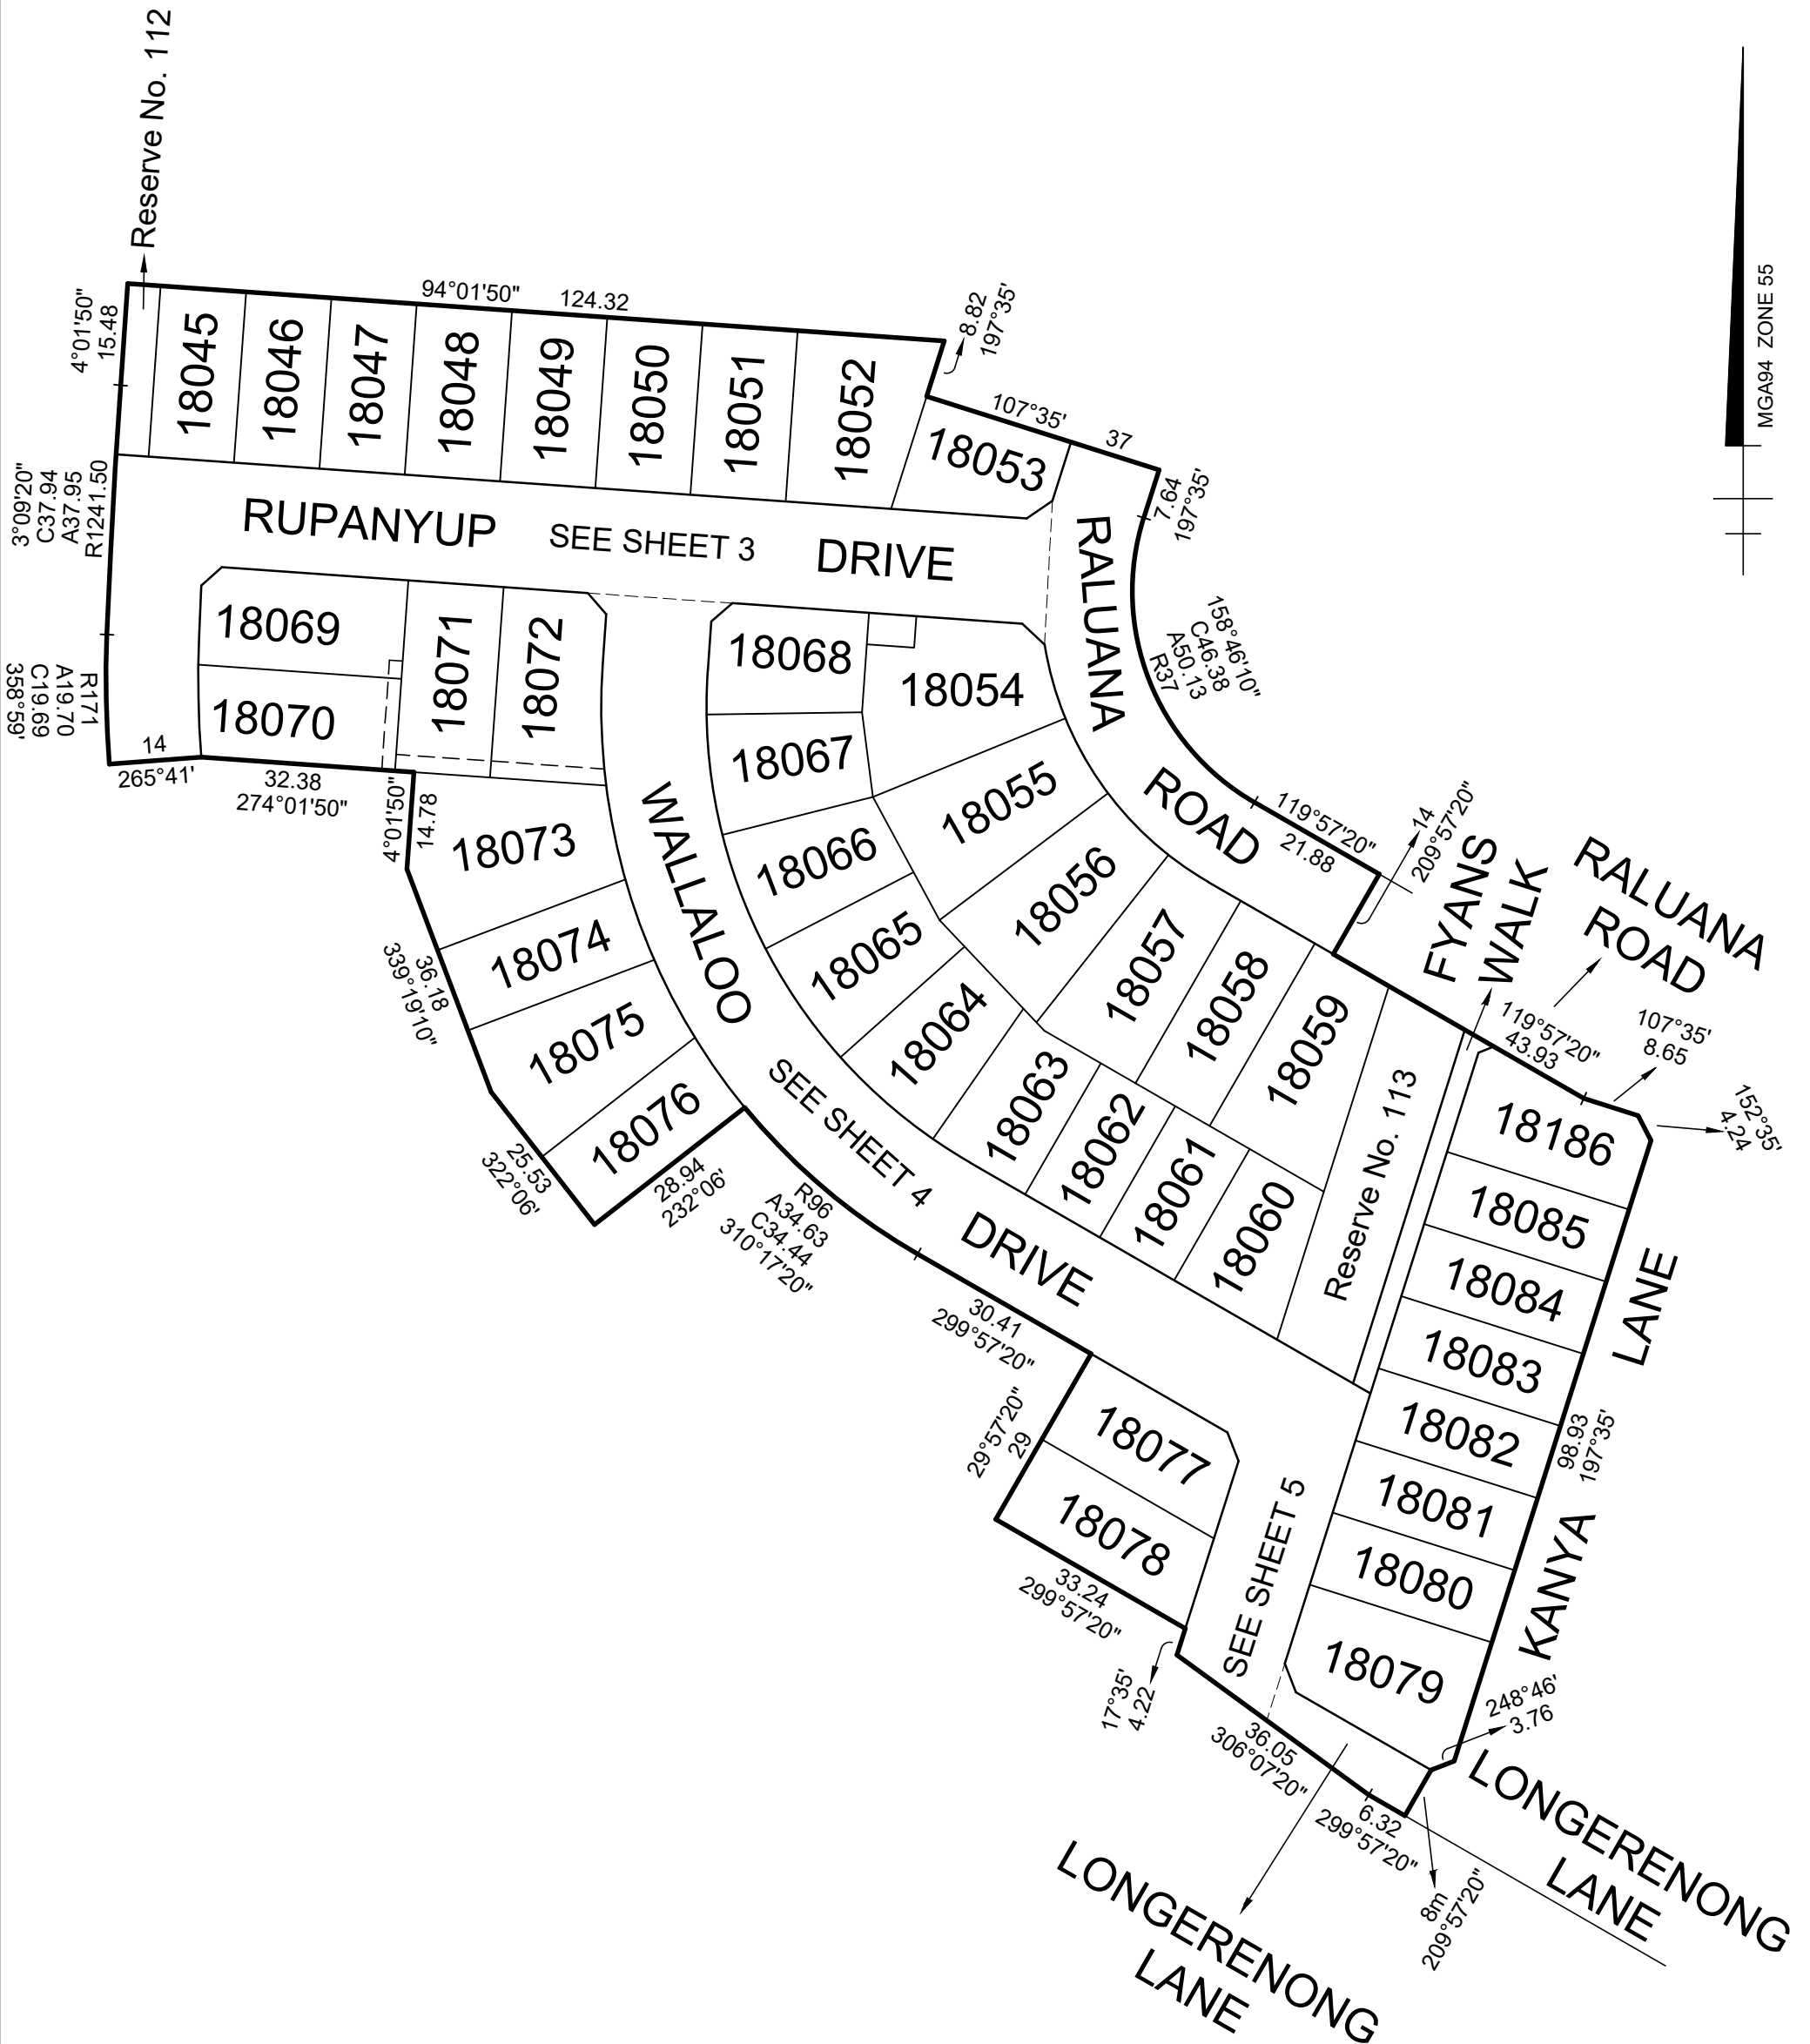 Reserve No. 112
MGA94 ZONE 55
94°01'50"
124.32
4°01'50"
15.48
8.82
197°35'
18045
18046
18047
18048
18049
18050
18051
18052
18053
107°35'
37
7.64
197°35'
3°09'20"
C37.94
A37.95
R1241.50
RUPANYUP
SEE SHEET 3
DRIVE
RALUANA
ROAD
158°46'10"
C46.38
A50.13
R37
18069
18070
18071
18072
18068
18054
18067
18055
18066
18056
18065
18057
18064
18058
18063
18059
18062
18061
18060
R171
A19.70
C19.69
358°59'
14
265°41'
32.38
274°01'50"
4°01'50"
14.78
119°57'20"
21.88
14
209°57'20"
FYANS
WALK
RALUANA
ROAD
18073
18074
18075
18076
WALLALOO
SEE SHEET 4
DRIVE
36.18
339°19'10"
25.53
322°06'
28.94
232°06'
R96
A34.63
C34.44
310°17'20"
30.41
299°57'20"
Reserve No. 113
119°57'20"
43.93
107°35'
8.65
152°35'
4.24
18186
18085
18084
18083
18082
18081
18080
18079
LANE
KANYA
98.93
197°35'
29°57'20"
29
18077
18078
SEE SHEET 5
33.24
299°57'20"
17°35'
4.22
36.05
306°07'20"
248°46'
3.76
6.32
299°57'20"
8m
209°57'20"
LONGERENONG
LANE
LONGERENONG
LANE